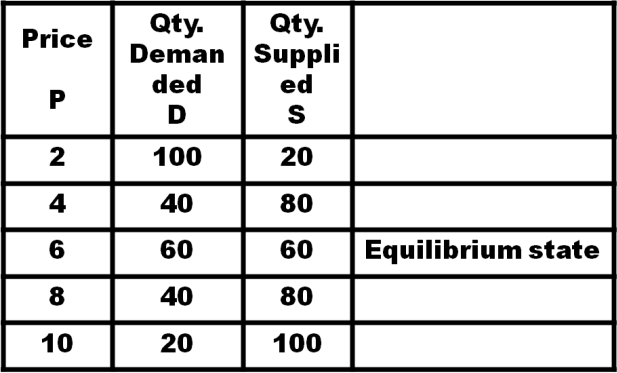 Price P Qty. Deman ded D Qty. Suppli ed S
2 100 20
4 40 80
6 60 60 Equilibrium state
8 40 80
10 20 100